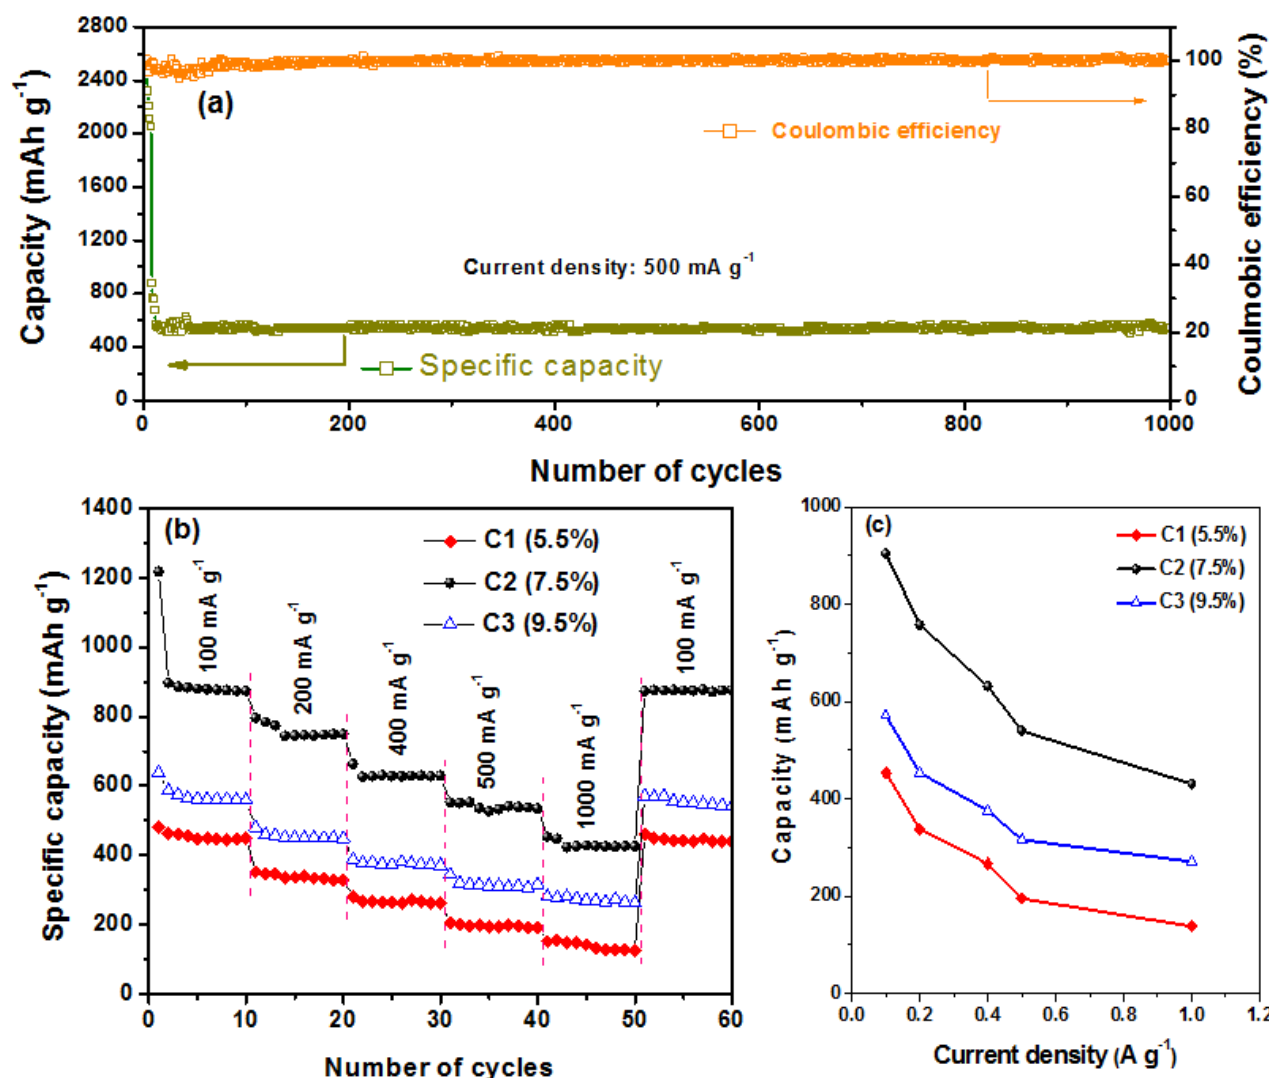 2800
2400
2000
1600
1200
800
400
0
Capacity (mAh g⁻¹)
(a)
100
80
60
40
20
0
Coulmobic efficiency (%)
Coulombic efficiency
Current density: 500 mA g⁻¹
Specific capacity
0 200 400 600 800 1000
Number of cycles
1400
1200
1000
800
600
400
200
0
Specific capacity (mAh g⁻¹)
(b)
C1 (5.5%)
C2 (7.5%)
C3 (9.5%)
100 mA g⁻¹
200 mA g⁻¹
400 mA g⁻¹
500 mA g⁻¹
1000 mA g⁻¹
100 mA g⁻¹
0 10 20 30 40 50 60
Number of cycles
1000
800
600
400
200
0
Capacity (mAh g⁻¹)
(c)
C1 (5.5%)
C2 (7.5%)
C3 (9.5%)
0.0 0.2 0.4 0.6 0.8 1.0 1.2
Current density (A g⁻¹)